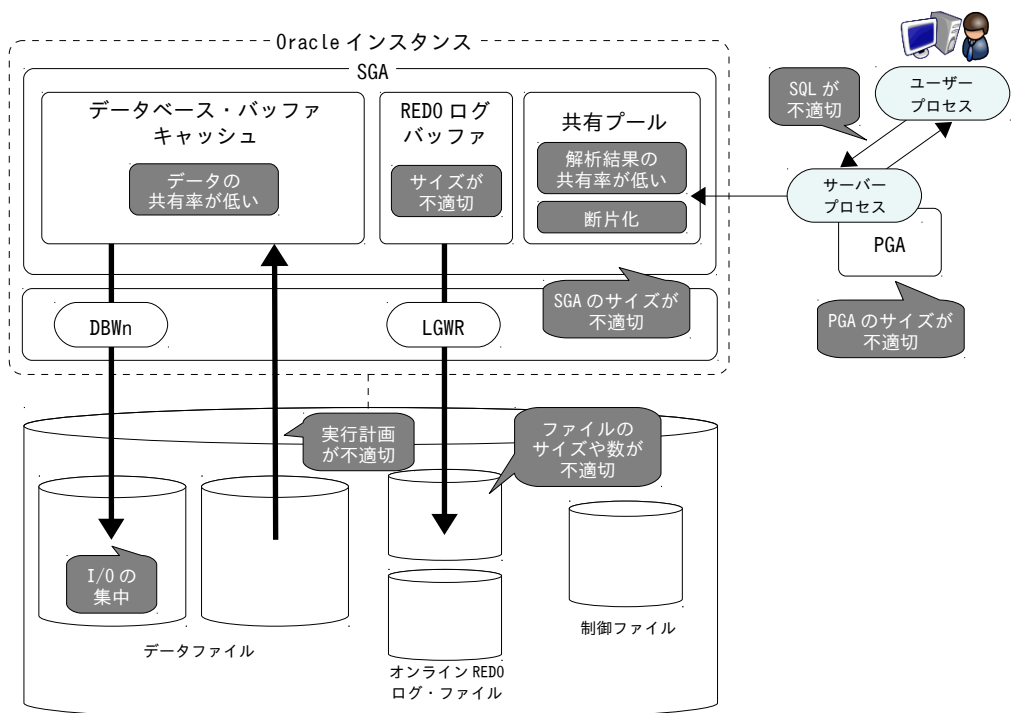 Oracle インスタンス
SGA
データベース・バッファ
キャッシュ
データの
共有率が低い
REDO ログ
バッファ
サイズが
不適切
共有プール
解析結果の
共有率が低い
断片化
SQL が
不適切
ユーザー
プロセス
サーバー
プロセス
PGA
SGA のサイズが
不適切
PGA のサイズが
不適切
DBWn
LGWR
実行計画
が不適切
ファイルの
サイズや数が
不適切
I/O の
集中
データファイル
オンライン REDO
ログ・ファイル
制御ファイル